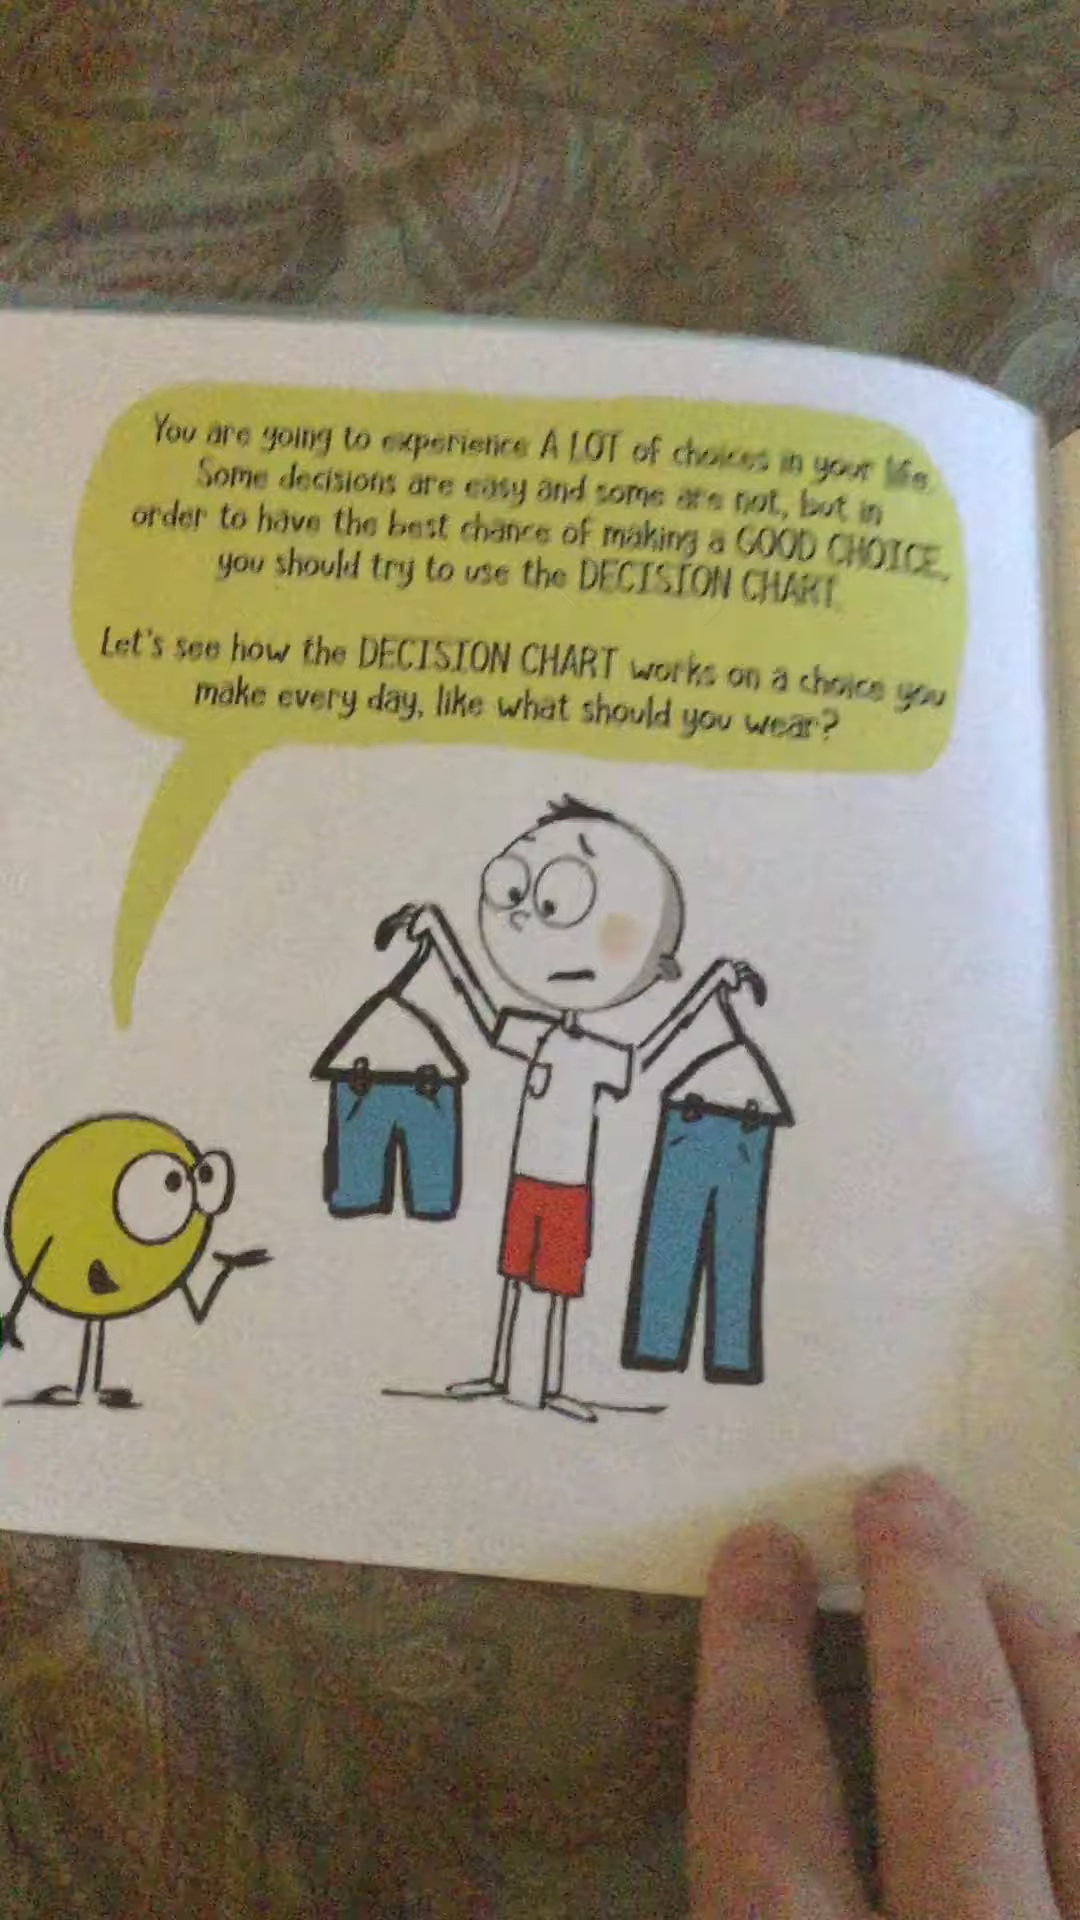 You are going to experience A LOT of choices in your life.
Some decisions are easy and some are not, but in
order to have the best chance of making a GOOD CHOICE,
you should try to use the DECISION CHART.
Let's see how the DECISION CHART works on a choice you
make every day, like what should you wear?